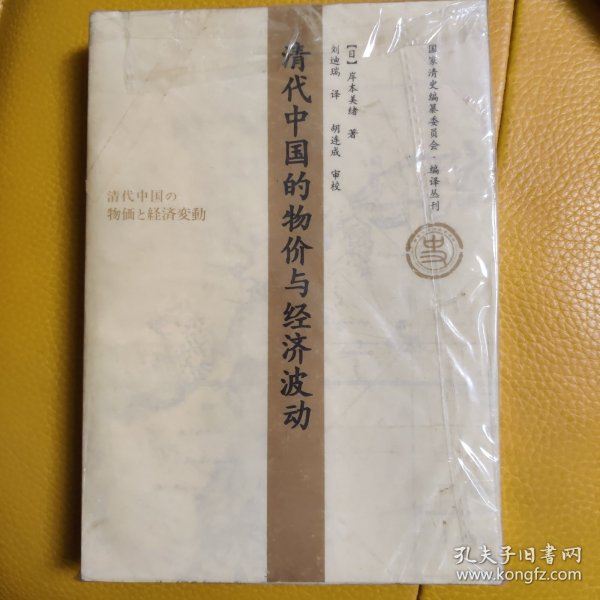 国家清史编纂委员会·编译丛刊
【日】岸本美绪 著
刘迪瑞 译 胡连成 审校
清代中国的物价与经济波动
清代中国の
物価と経済変動
史
孔夫子旧书网
www.kongfz.com